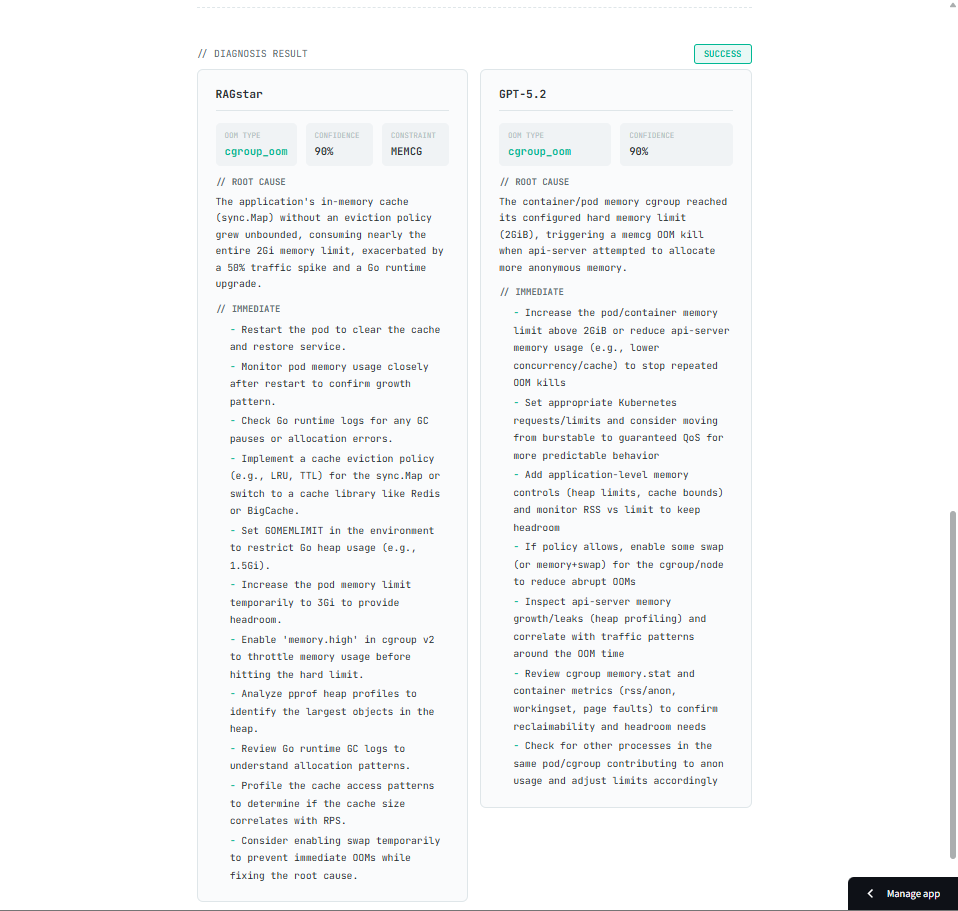 // DIAGNOSIS RESULT
SUCCESS
RAGstar
OOM TYPE
cgroup_oom
CONFIDENCE
90%
CONSTRAINT
MEMCG
// ROOT CAUSE
The application's in-memory cache
(sync.Map) without an eviction policy
grew unbounded, consuming nearly the
entire 2Gi memory limit, exacerbated by
a 50% traffic spike and a Go runtime
upgrade.
// IMMEDIATE
- Restart the pod to clear the cache
and restore service.
- Monitor pod memory usage closely
after restart to confirm growth
pattern.
- Check Go runtime logs for any GC
pauses or allocation errors.
- Implement a cache eviction policy
(e.g., LRU, TTL) for the sync.Map or
switch to a cache library like Redis
or BigCache.
- Set GOMEMLIMIT in the environment
to restrict Go heap usage (e.g.,
1.5Gi).
- Increase the pod memory limit
temporarily to 3Gi to provide
headroom.
- Enable 'memory.high' in cgroup v2
to throttle memory usage before
hitting the hard limit.
- Analyze pprof heap profiles to
identify the largest objects in the
heap.
- Review Go runtime GC logs to
understand allocation patterns.
- Profile the cache access patterns
to determine if the cache size
correlates with RPS.
- Consider enabling swap temporarily
to prevent immediate OOMs while
fixing the root cause.
GPT-5.2
OOM TYPE
cgroup_oom
CONFIDENCE
90%
// ROOT CAUSE
The container/pod memory cgroup reached
its configured hard memory limit
(2GiB), triggering a memcg OOM kill
when api-server attempted to allocate
more anonymous memory.
// IMMEDIATE
- Increase the pod/container memory
limit above 2GiB or reduce api-server
memory usage (e.g., lower
concurrency/cache) to stop repeated
OOM kills
- Set appropriate Kubernetes
requests/limits and consider moving
from burstable to guaranteed QoS for
more predictable behavior
- Add application-level memory
controls (heap limits, cache bounds)
and monitor RSS vs limit to keep
headroom
- If policy allows, enable some swap
(or memory+swap) for the cgroup/node
to reduce abrupt OOMs
- Inspect api-server memory
growth/leaks (heap profiling) and
correlate with traffic patterns
around the OOM time
- Review cgroup memory.stat and
container metrics (rss/anon,
workingset, page faults) to confirm
reclaimability and headroom needs
- Check for other processes in the
same pod/cgroup contributing to anon
usage and adjust limits accordingly
Manage app